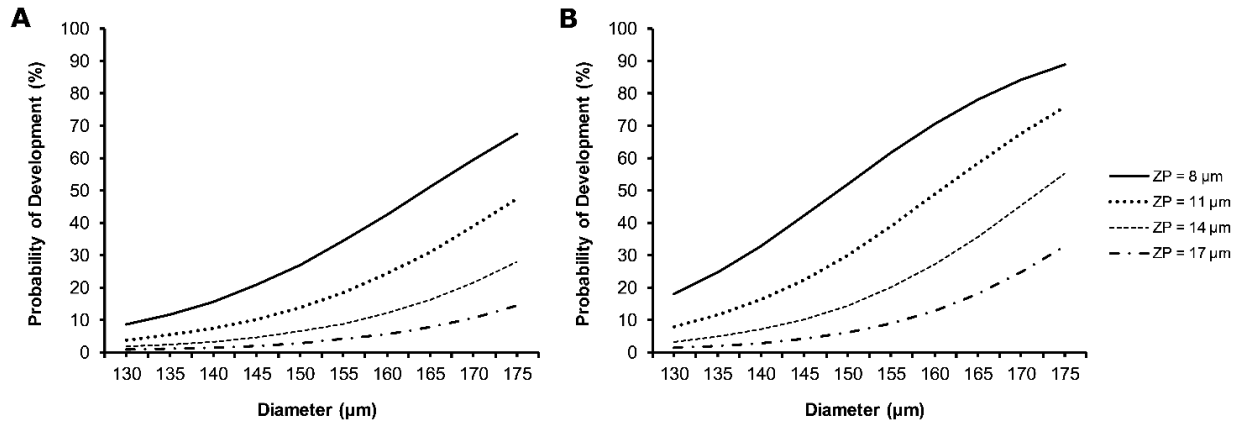 A
Probability of Development (%)
100
90
80
70
60
50
40
30
20
10
0
130 135 140 145 150 155 160 165 170 175
Diameter (µm)
B
Probability of Development (%)
100
90
80
70
60
50
40
30
20
10
0
130 135 140 145 150 155 160 165 170 175
Diameter (µm)
ZP = 8 µm
ZP = 11 µm
ZP = 14 µm
ZP = 17 µm